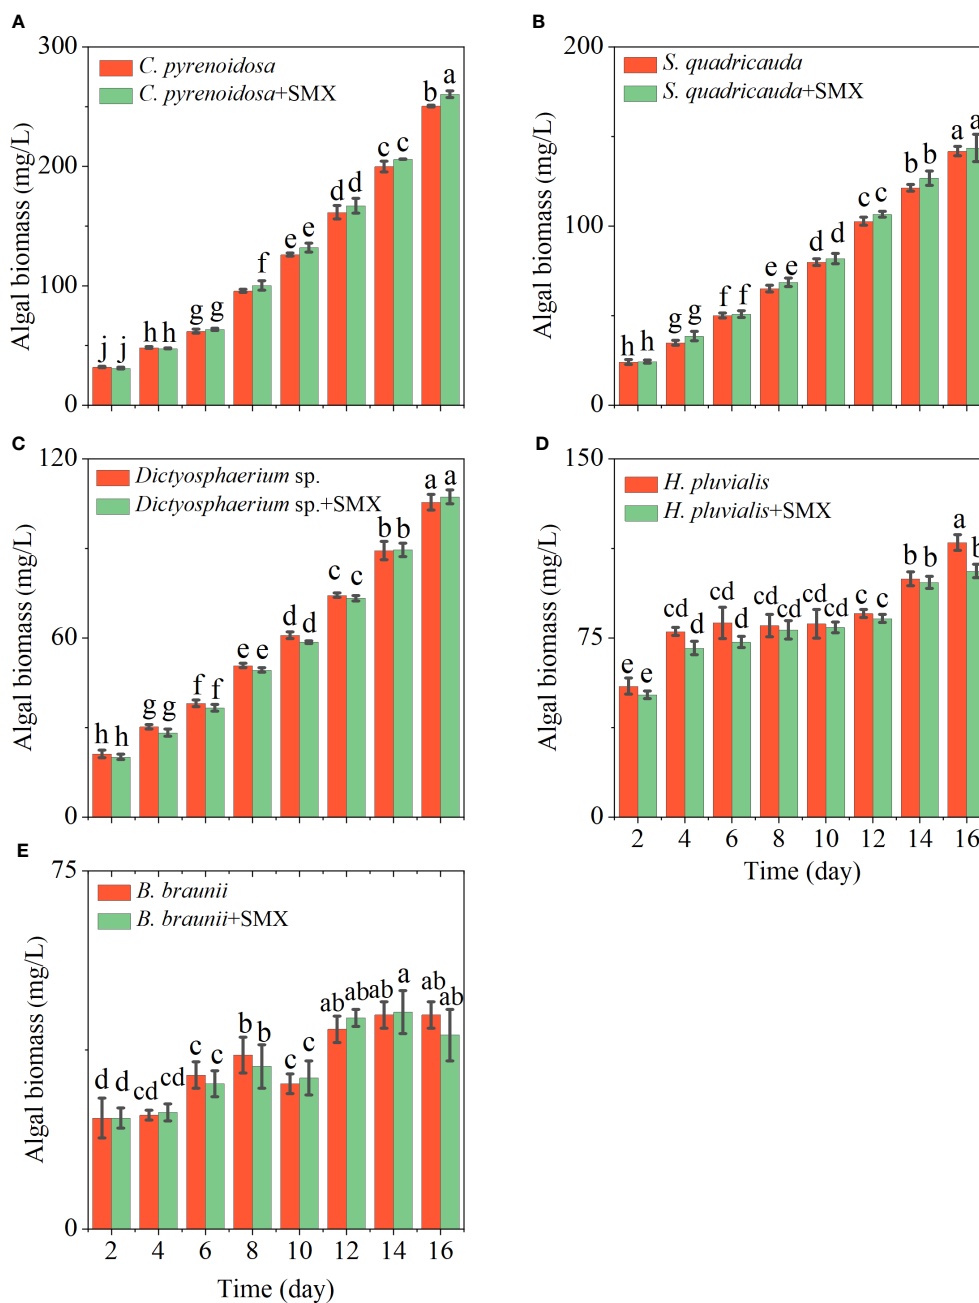 A
300
200
100
0
Algal biomass (mg/L)
C. pyrenoidosa
C. pyrenoidosa+SMX
j j h h g g f e e d d c c b a
B
200
100
0
Algal biomass (mg/L)
S. quadricauda
S. quadricauda+SMX
h h g g f f e e d d c c b b a a
C
120
60
0
Algal biomass (mg/L)
Dictyosphaerium sp.
Dictyosphaerium sp.+SMX
h h g g f f e e d d c c b b a a
D
150
75
0
Algal biomass (mg/L)
H. pluvialis
H. pluvialis+SMX
e e cd d cd d cd cd cd cd c c b b a b
2 4 6 8 10 12 14 16
Time (day)
E
75
0
Algal biomass (mg/L)
B. braunii
B. braunii+SMX
d d cd cd c c b b c c ab ab ab a ab ab
2 4 6 8 10 12 14 16
Time (day)